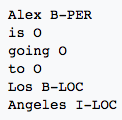 Alex B-PER
is O
going O
to O
Los B-LOC
Angeles I-LOC